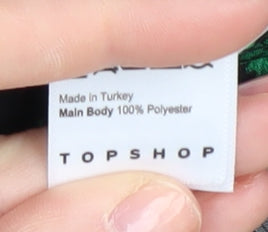 Made in Turkey
Main Body 100% Polyester
TOPSHOP